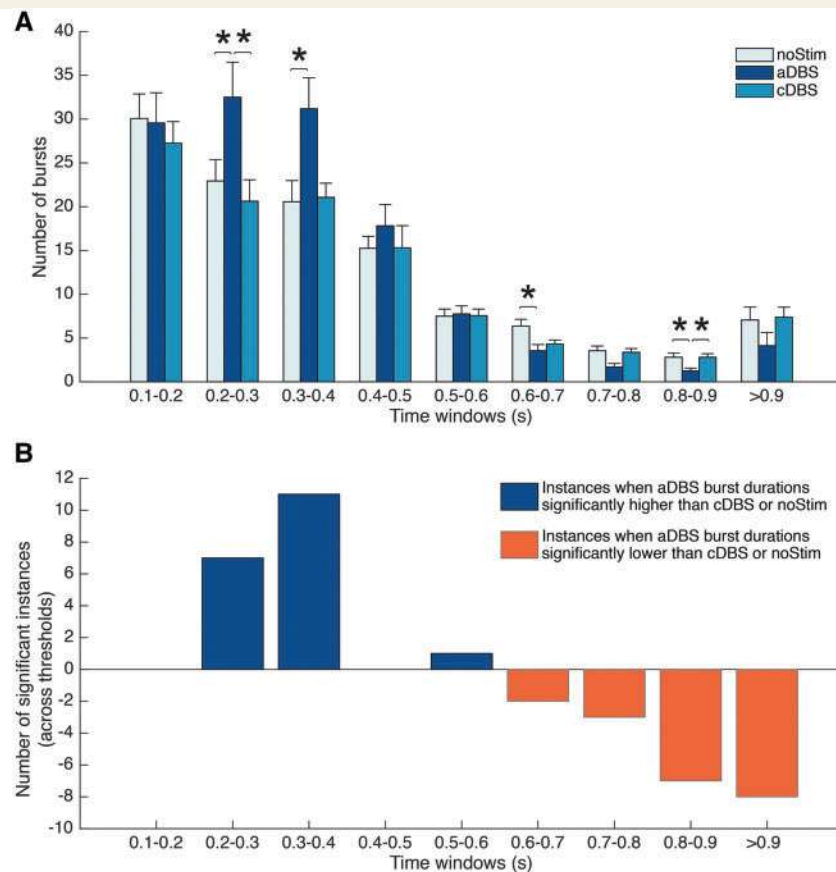 A
Number of bursts
40
35
30
25
20
15
10
5
0
* * *
*
* *
noStim
aDBS
cDBS
0.1-0.2 0.2-0.3 0.3-0.4 0.4-0.5 0.5-0.6 0.6-0.7 0.7-0.8 0.8-0.9 >0.9
Time windows (s)
B
Number of significant instances
(across thresholds)
12
10
8
6
4
2
0
-2
-4
-6
-8
-10
Instances when aDBS burst durations
significantly higher than cDBS or noStim
Instances when aDBS burst durations
significantly lower than cDBS or noStim
0.1-0.2 0.2-0.3 0.3-0.4 0.4-0.5 0.5-0.6 0.6-0.7 0.7-0.8 0.8-0.9 >0.9
Time windows (s)